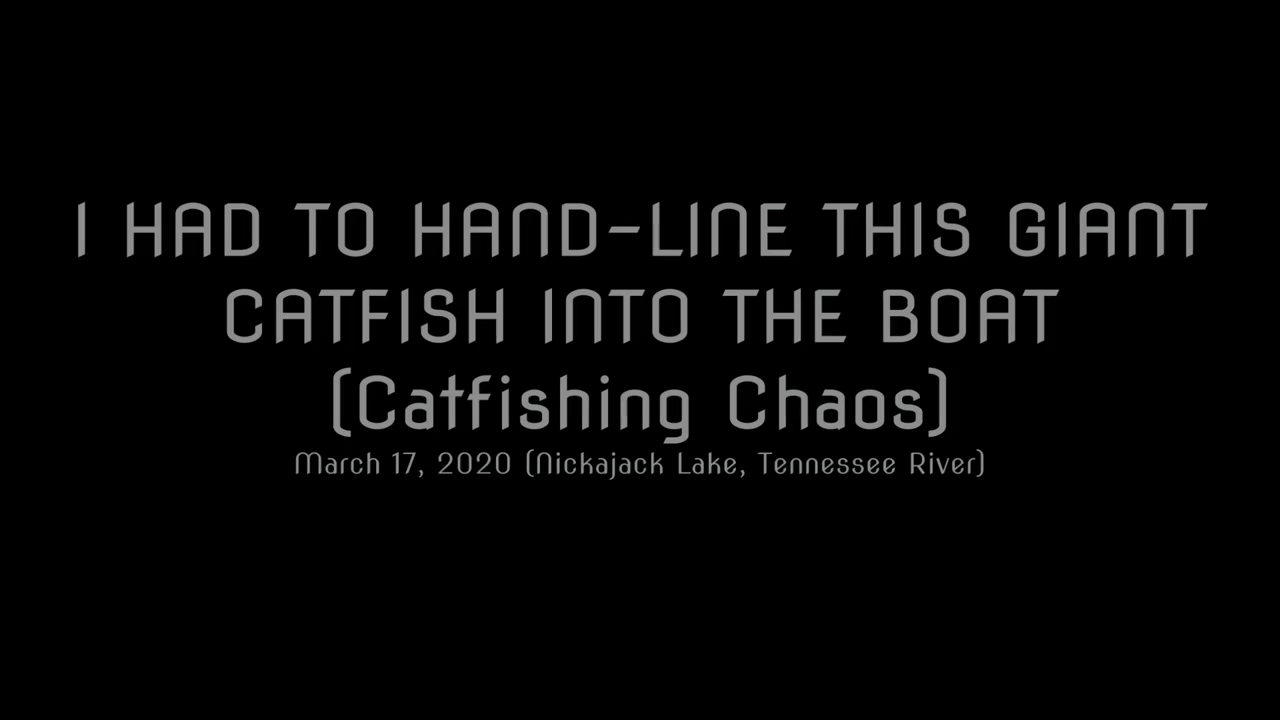 I HAD TO HAND-LINE THIS GIANT
CATFISH INTO THE BOAT
(Catfishing Chaos)
March 17, 2020 (Nickajack Lake, Tennessee River)